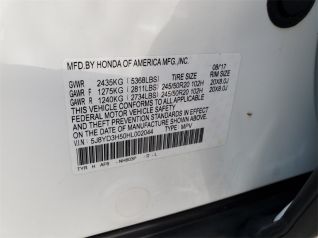 MFD.BY HONDA OF AMERICA MFG.,INC. 08/17
GVWR 2435KG ( 5368LBS) TIRE SIZE RIM SIZE
GAWR F 1275KG ( 2811LBS) 245/50R20 102H 20X8.0J
GAWR R 1240KG ( 2734LBS) 245/50R20 102H 20X8.0J
THIS VEHICLE CONFORMS TO ALL APPLICABLE FEDERAL MOTOR
VEHICLE SAFETY AND THEFT PREVENTION STANDARDS IN
EFFECT ON THE DATE OF MANUFACTURE SHOWN ABOVE.
V.I.N.: 5J8YD3H50HL002044 TYPE: MPV